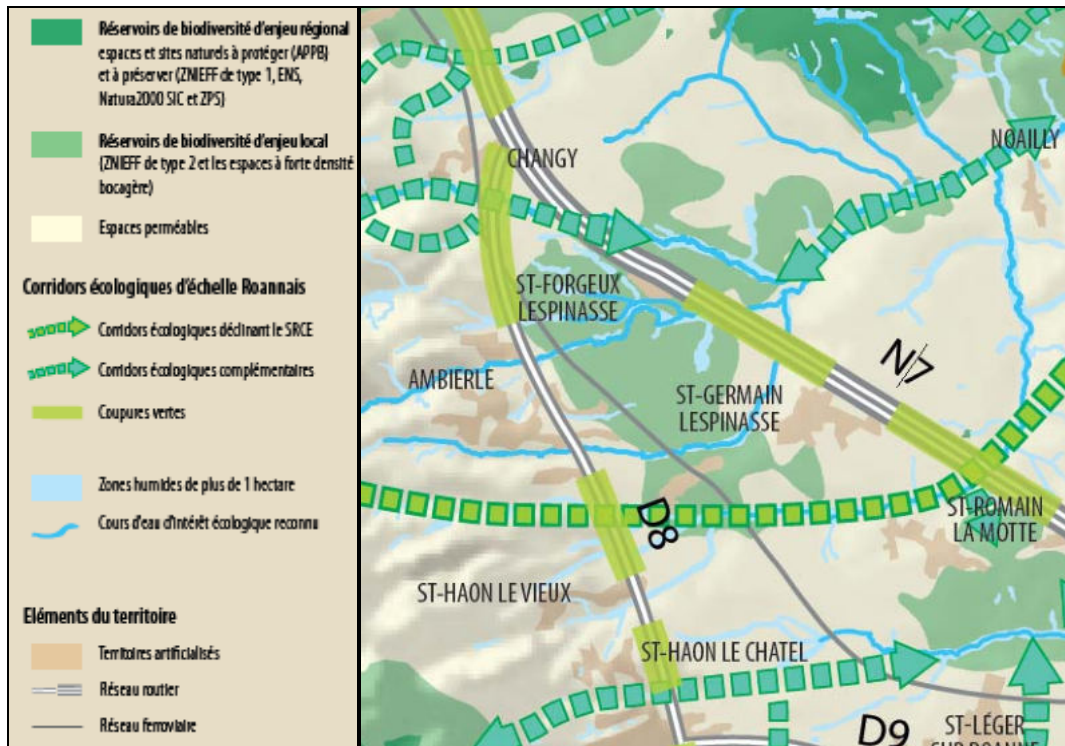 Réservoirs de biodiversité d'enjeu régional
espaces et sites naturels à protéger (APPB)
et à préserver (ZNIEFF de type 1, ENS,
Natura2000 SIC et ZPS)
Réservoirs de biodiversité d'enjeu local
(ZNIEFF de type 2 et les espaces à forte densité
bocagère)
Espaces perméables
Corridors écologiques d'échelle Roannais
Corridors écologiques déclinant le SRCE
Corridors écologiques complémentaires
Coupures vertes
Zones humides de plus de 1 hectare
Cours d'eau d'intérêt écologique reconnu
Eléments du territoire
Territoires artificialisés
Réseau routier
Réseau ferroviaire
NOAILLY
CHANGY
ST-FORGEUX
LESPINASSE
AMBIERLE
N7
ST-GERMAIN
LESPINASSE
D8
ST-ROMAIN
LA MOTTE
ST-HAON LE VIEUX
ST-HAON LE CHATEL
D9
ST-LÉGER
SUR ROANNE